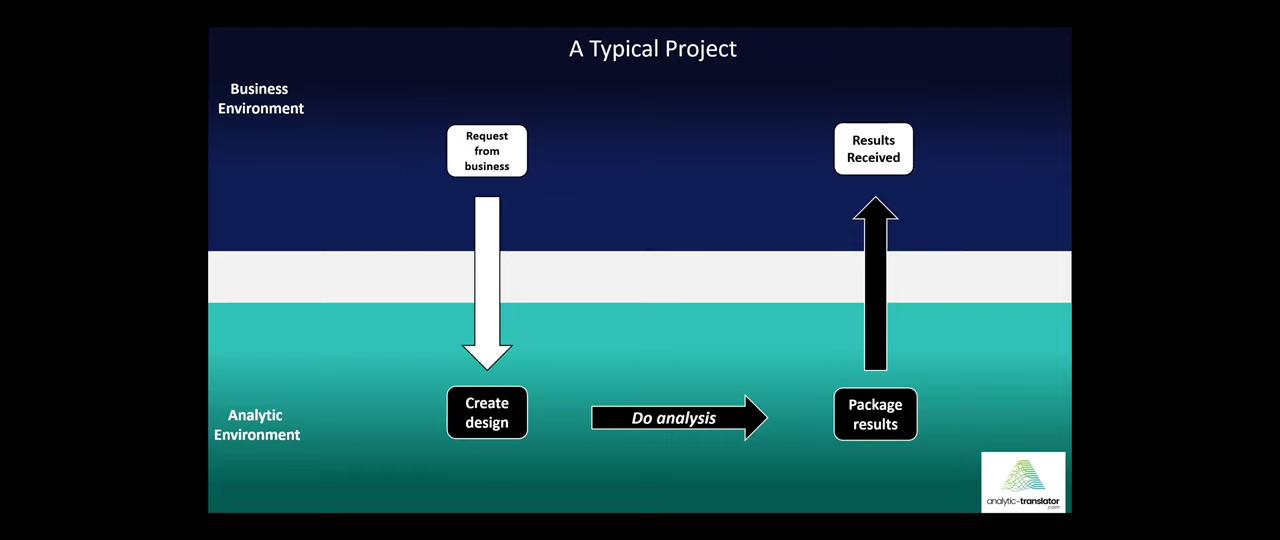 A Typical Project
Business
Environment
Request
from
business
Results
Received
Analytic
Environment
Create
design
Do analysis
Package
results
analytic-translator
.com